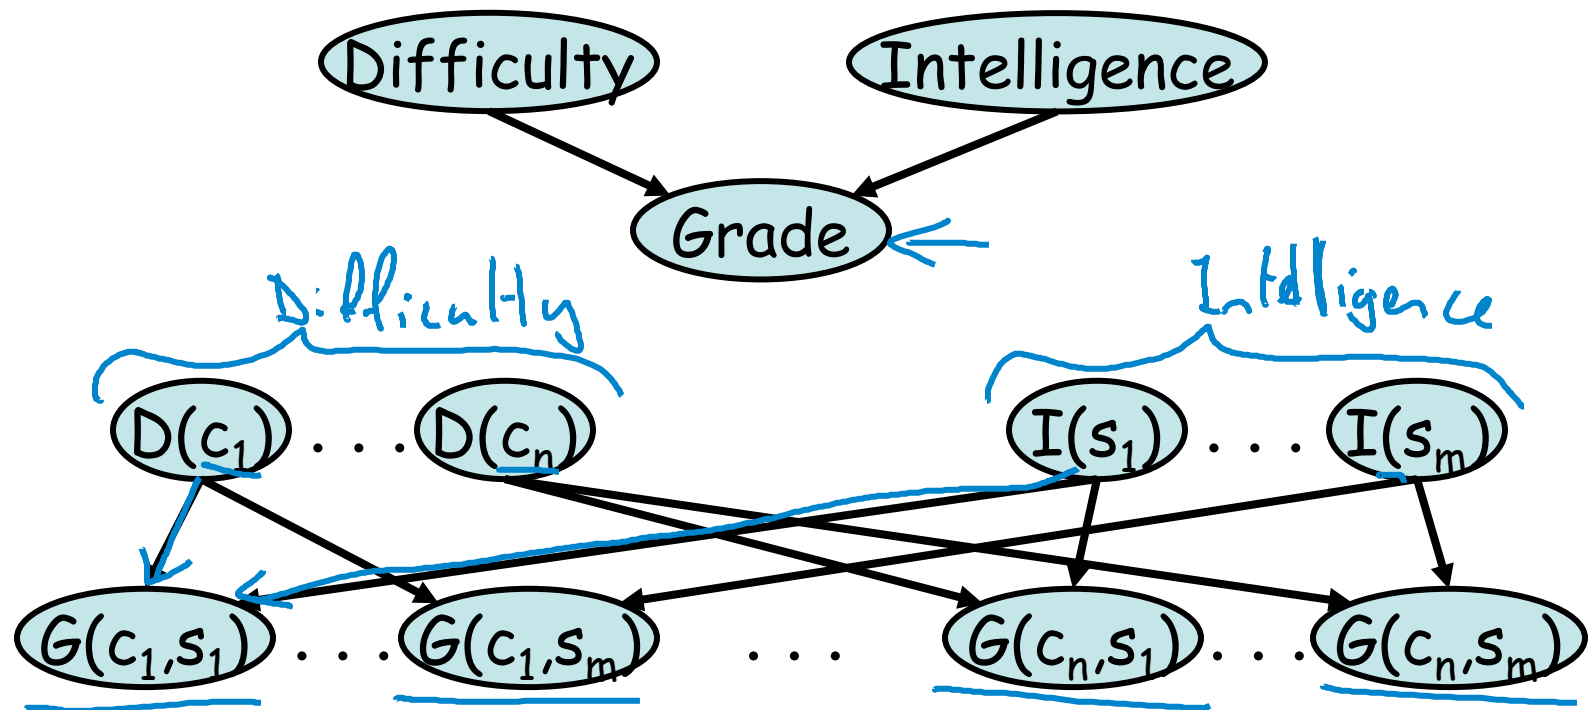 Difficulty Intelligence
Grade
Difficulty Intelligence
D(c₁) . . . D(cₙ) I(s₁) . . . I(sₘ)
G(c₁,s₁) . . . G(c₁,sₘ) . . . G(cₙ,s₁) . . . G(cₙ,sₘ)